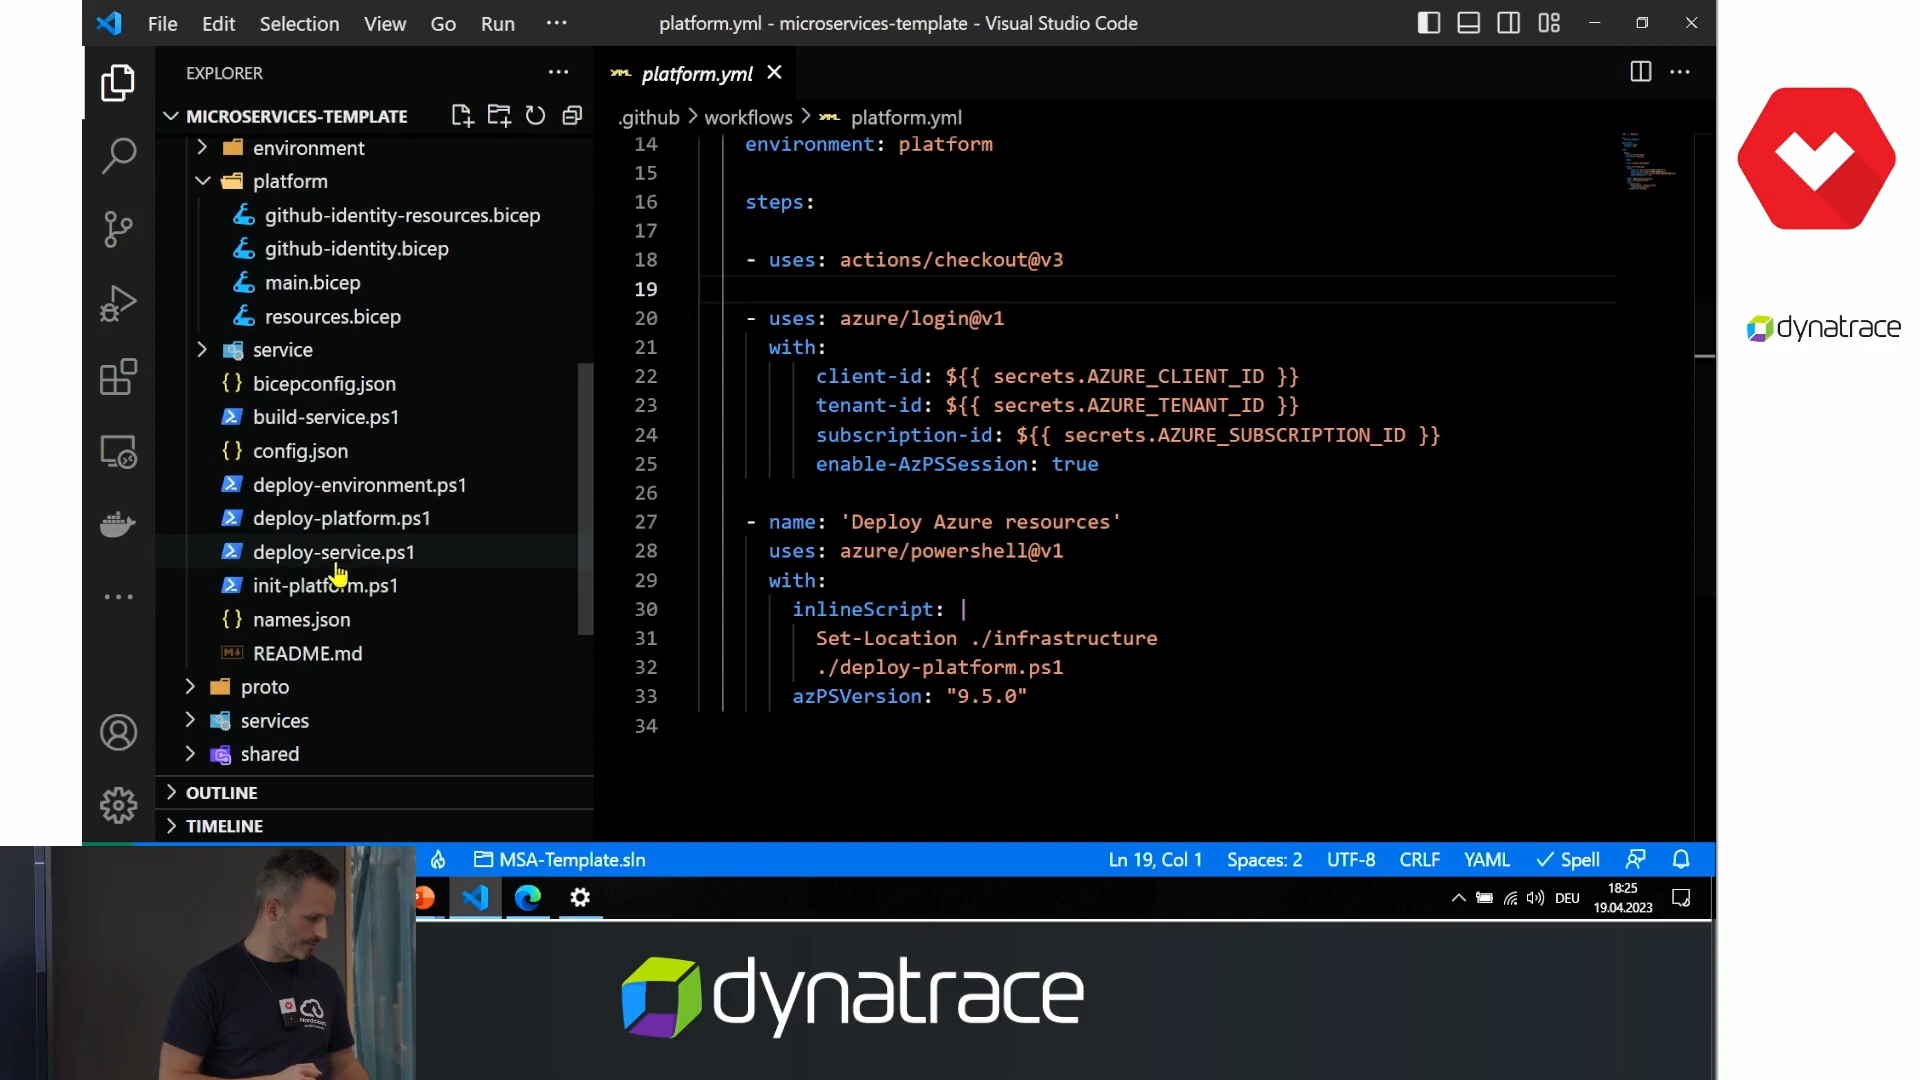 File Edit Selection View Go Run ···
platform.yml - microservices-template - Visual Studio Code
EXPLORER
MICROSERVICES-TEMPLATE
environment
platform
github-identity-resources.bicep
github-identity.bicep
main.bicep
resources.bicep
service
bicepconfig.json
build-service.ps1
config.json
deploy-environment.ps1
deploy-platform.ps1
deploy-service.ps1
init-platform.ps1
names.json
README.md
proto
services
shared
OUTLINE
TIMELINE
platform.yml
.github > workflows > platform.yml
14 environment: platform
15
16 steps:
17
18 - uses: actions/checkout@v3
19
20 - uses: azure/login@v1
21 with:
22 client-id: ${{ secrets.AZURE_CLIENT_ID }}
23 tenant-id: ${{ secrets.AZURE_TENANT_ID }}
24 subscription-id: ${{ secrets.AZURE_SUBSCRIPTION_ID }}
25 enable-AzPSSession: true
26
27 - name: 'Deploy Azure resources'
28 uses: azure/powershell@v1
29 with:
30 inlineScript: |
31 Set-Location ./infrastructure
32 ./deploy-platform.ps1
33 azPSVersion: "9.5.0"
34
MSA-Template.sln
Ln 19, Col 1 Spaces: 2 UTF-8 CRLF YAML Spell
DEU
18:25
19.04.2023
dynatrace
dynatrace
Nordcloud